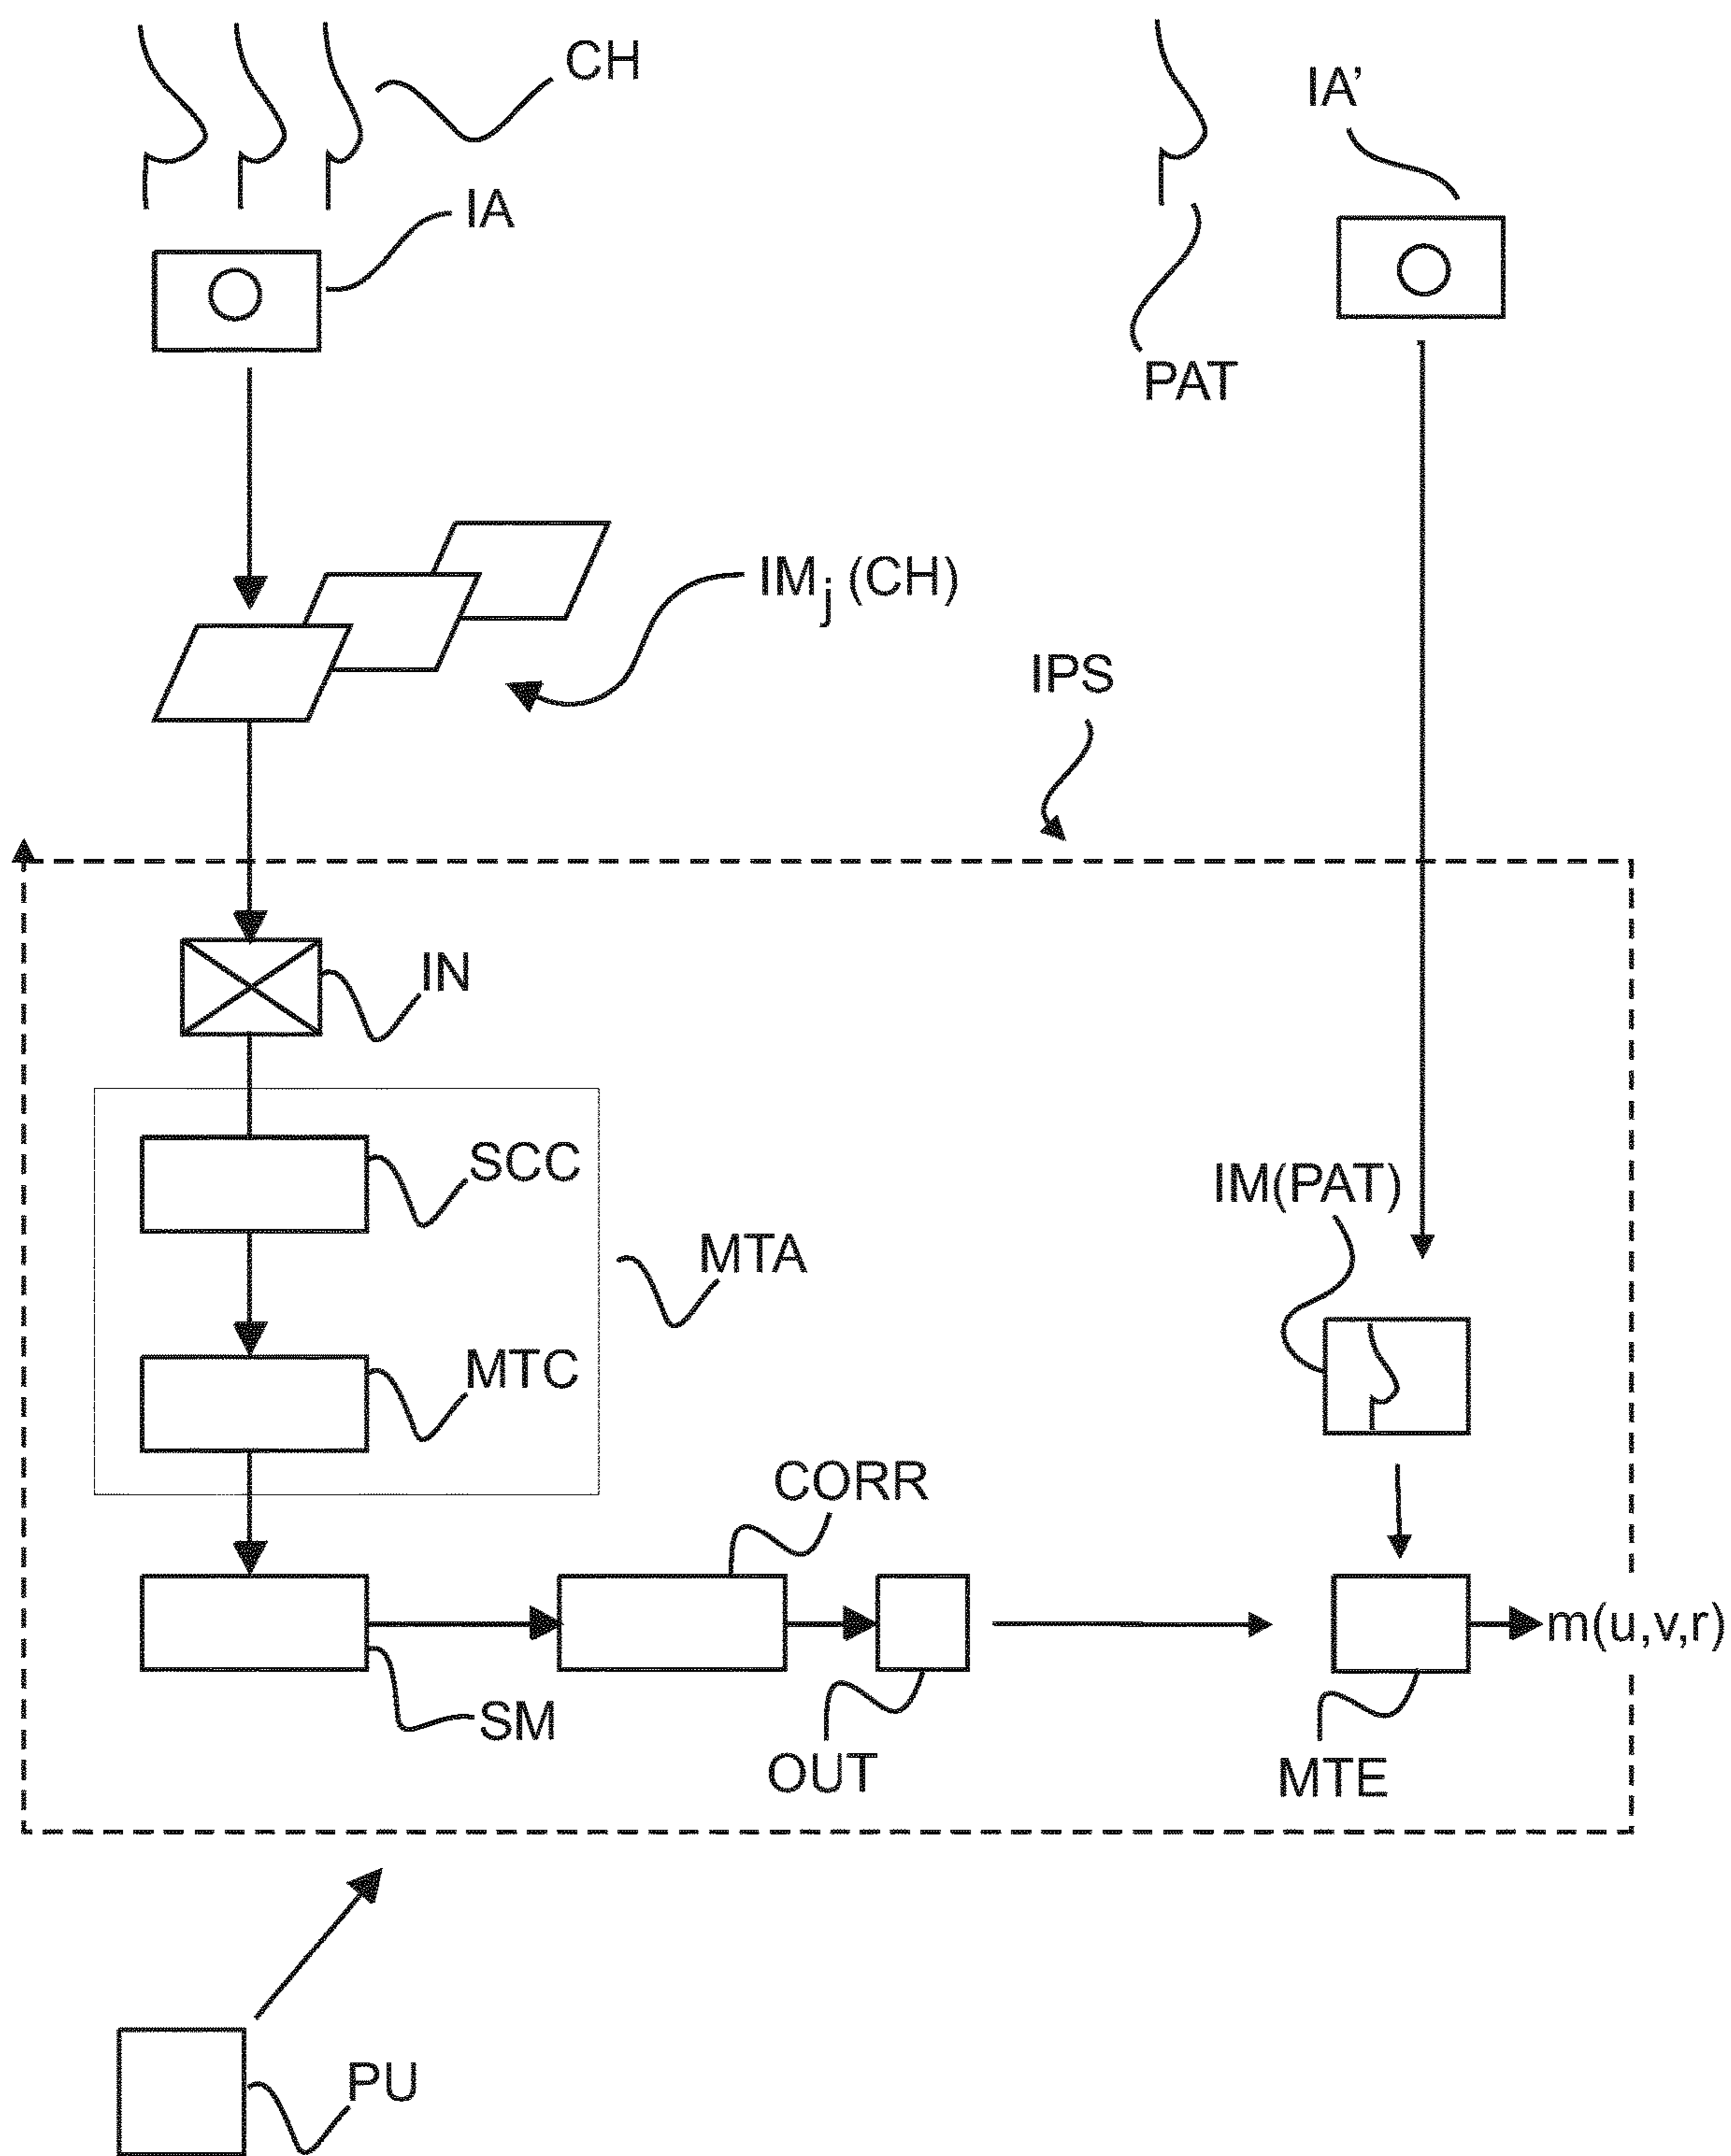 CH
IA'
IA
PAT
IMj (CH)
IPS
IN
SCC
IM(PAT)
MTA
MTC
CORR
m(u,v,r)
SM
OUT
MTE
PU